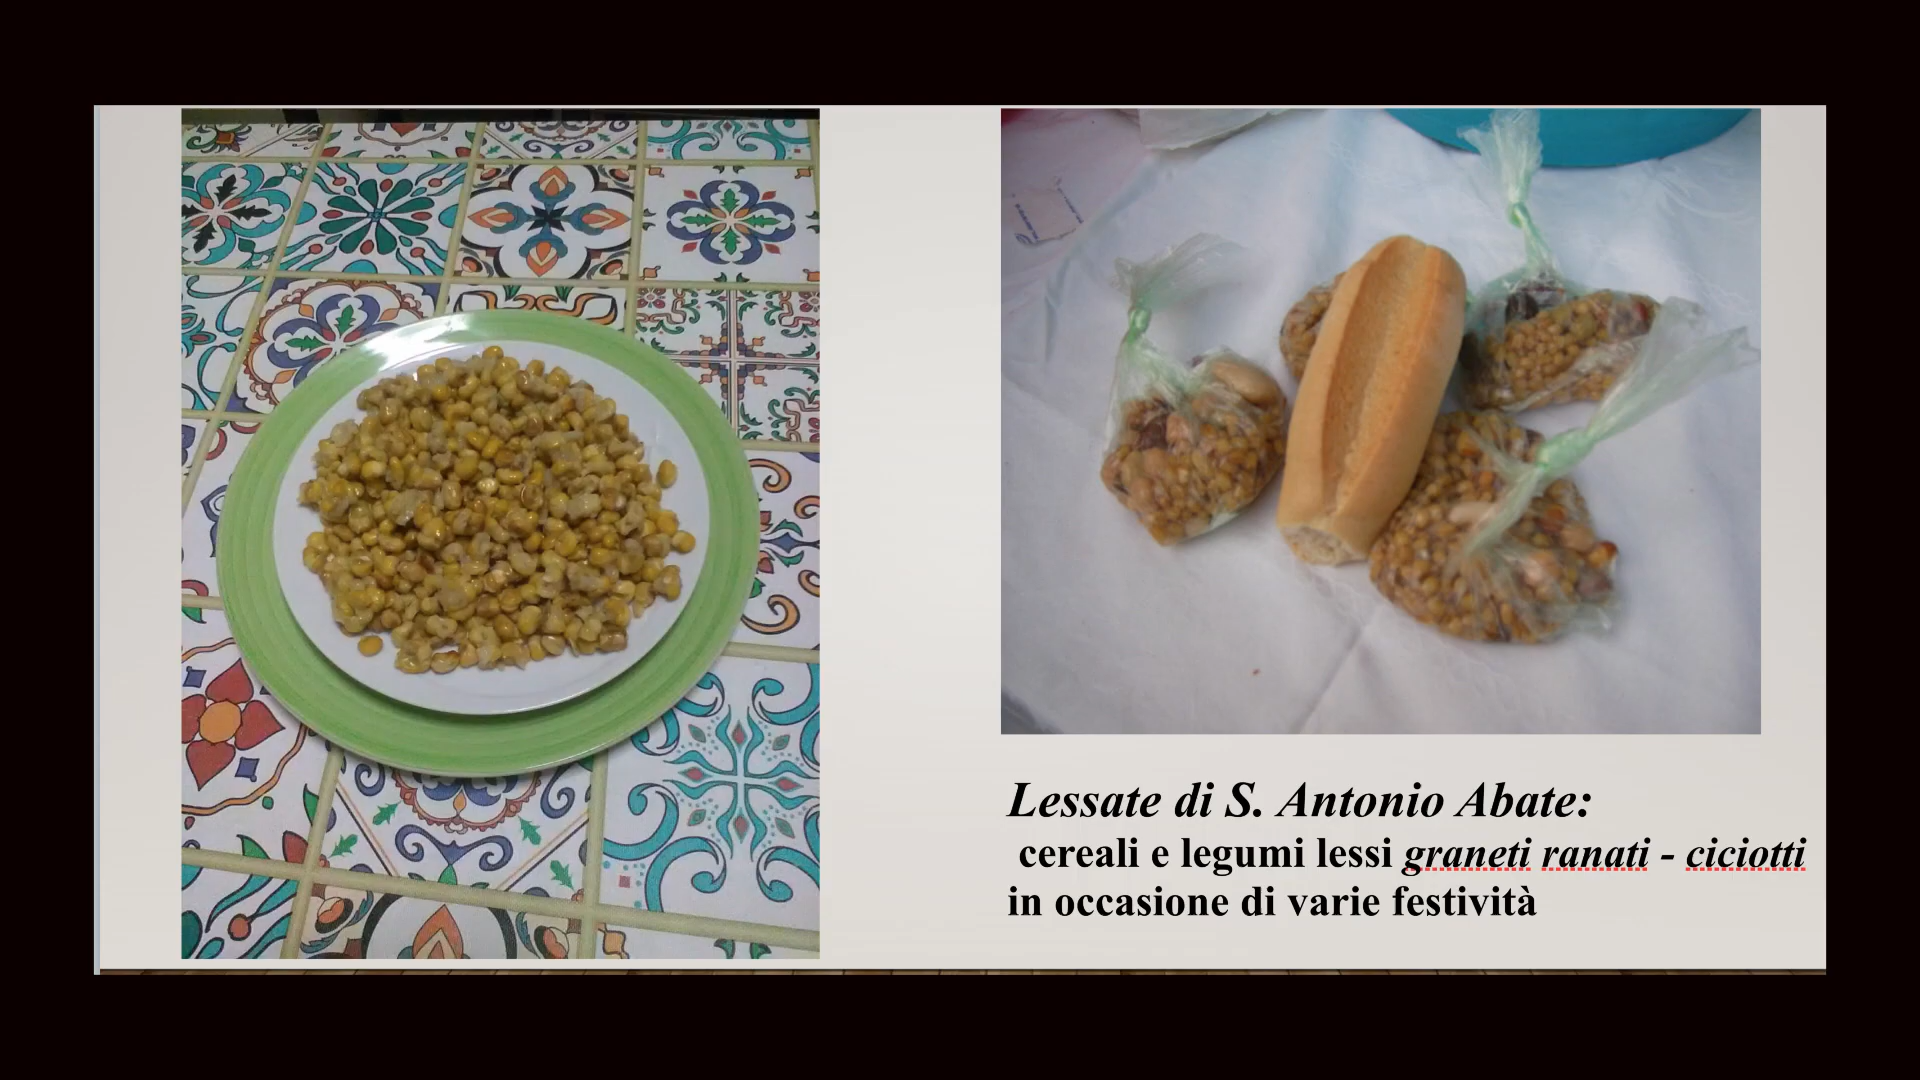 Lessate di S. Antonio Abate:
cereali e legumi lessi graneti ranati - ciciotti
in occasione di varie festività